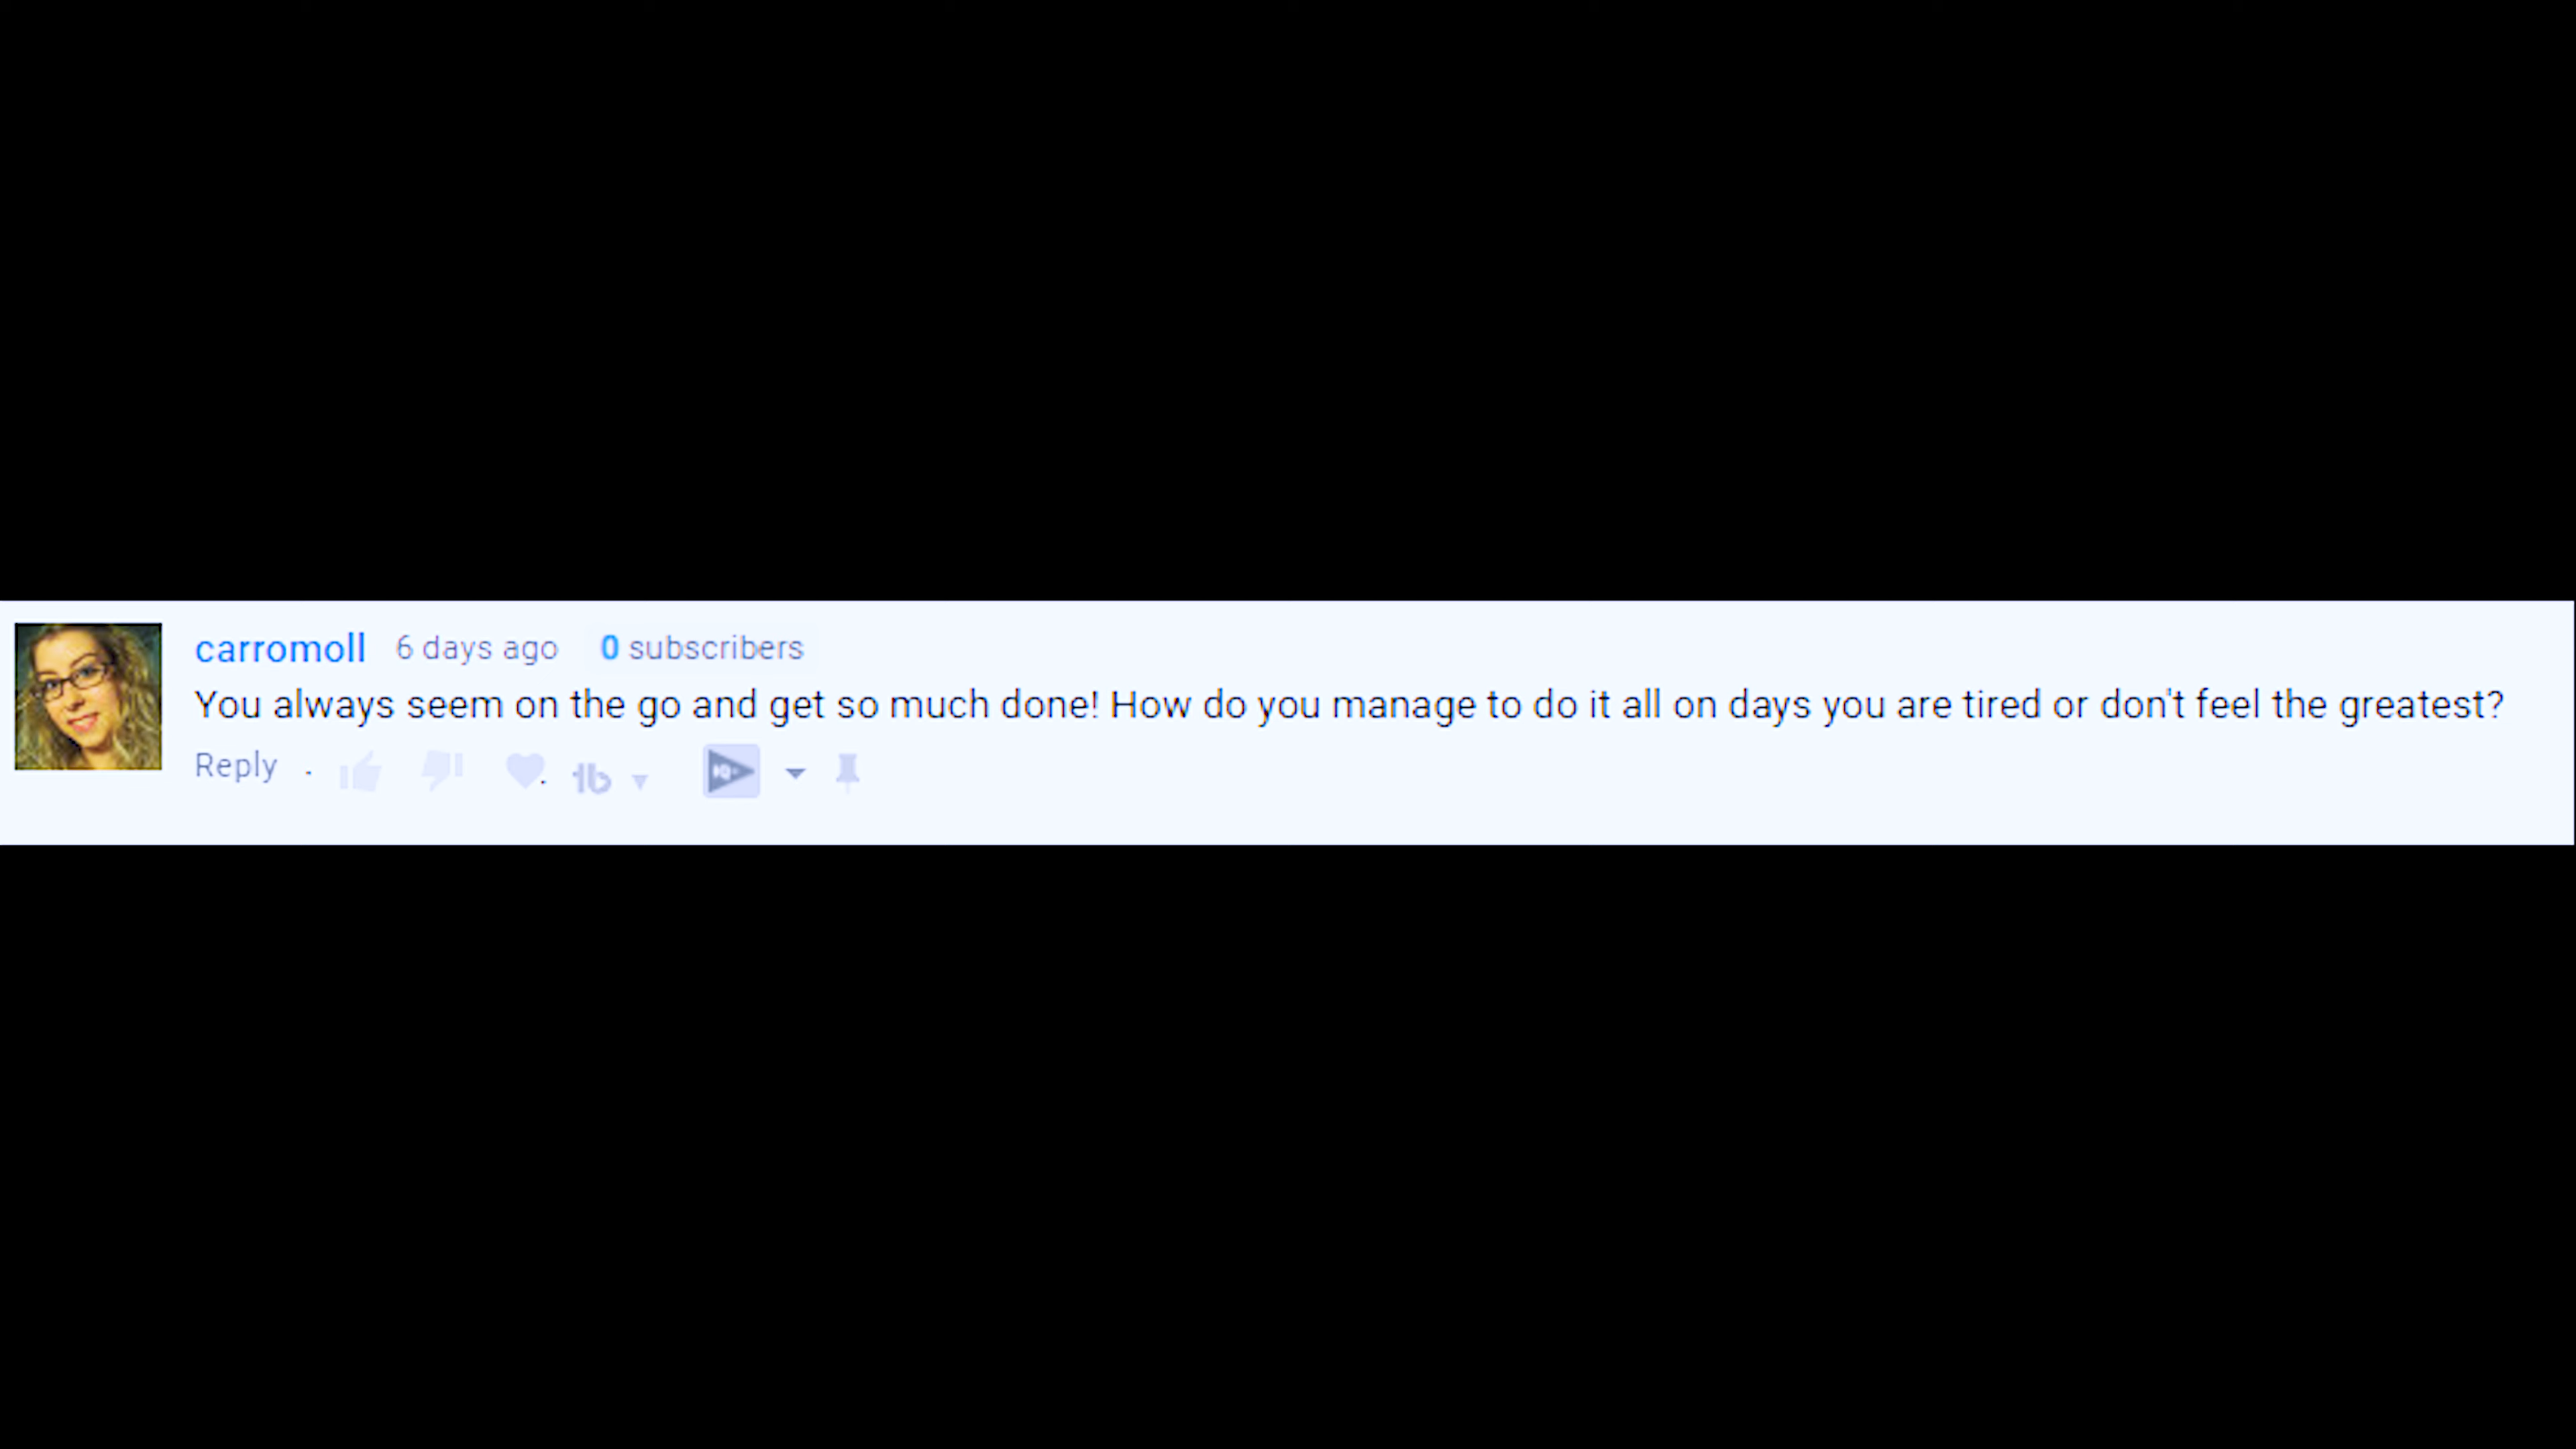 carromoll 6 days ago 0 subscribers
You always seem on the go and get so much done! How do you manage to do it all on days you are tired or don't feel the greatest?
Reply